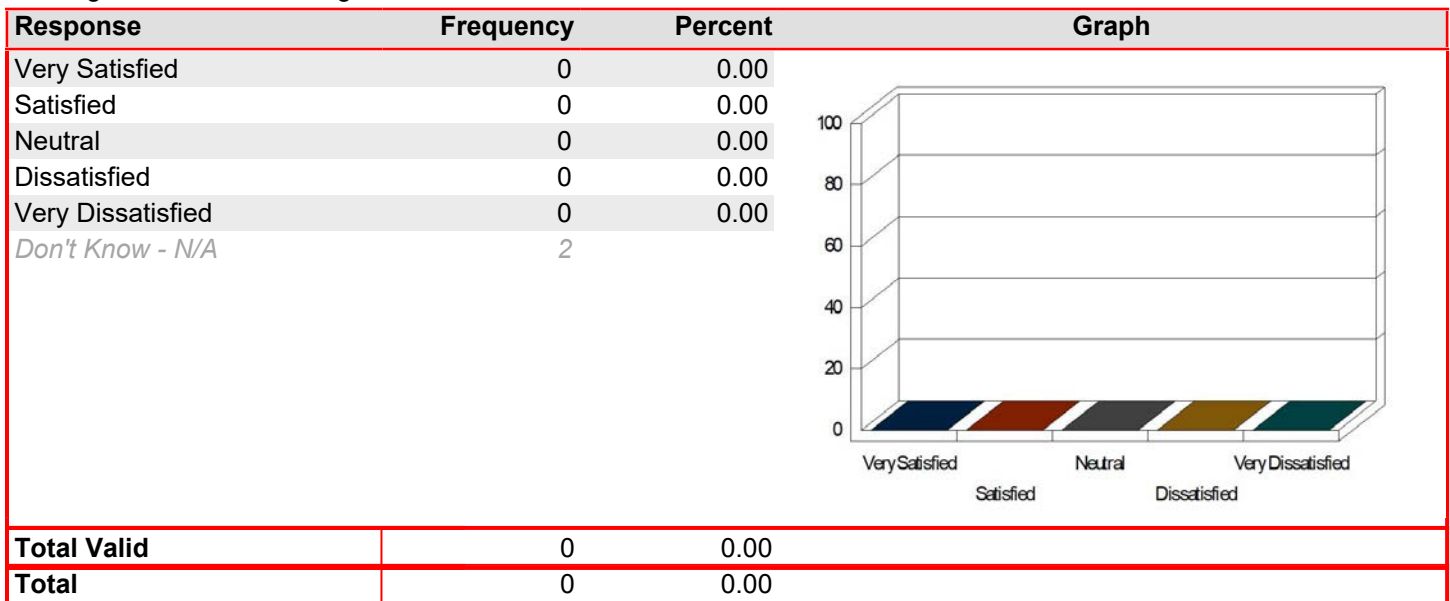 Response Frequency Percent Graph
Very Satisfied 0 0.00
Satisfied 0 0.00
Neutral 0 0.00
Dissatisfied 0 0.00
Very Dissatisfied 0 0.00
Don't Know - N/A 2
100
80
60
40
20
0
Very Satisfied Neutral Very Dissatisfied
Satisfied Dissatisfied
Total Valid 0 0.00
Total 0 0.00